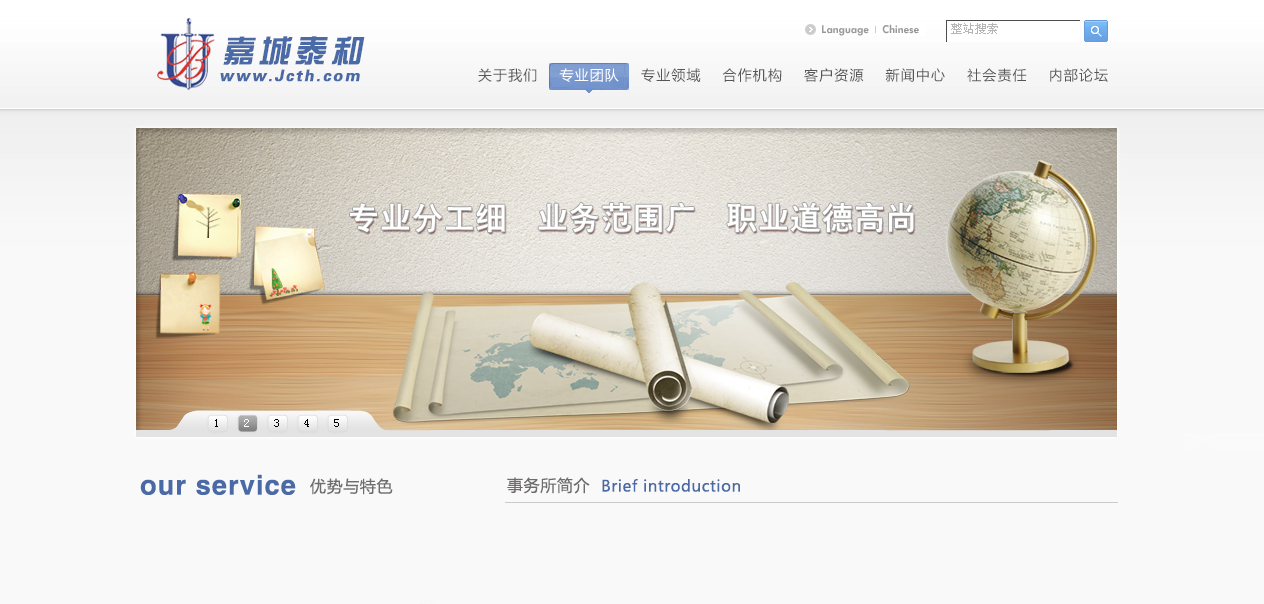 Language | Chinese
整站搜索
嘉城泰和
www.Jcth.com
关于我们 专业团队 专业领域 合作机构 客户资源 新闻中心 社会责任 内部论坛
专业分工细 业务范围广 职业道德高尚
1 2 3 4 5
our service 优势与特色
事务所简介 Brief introduction